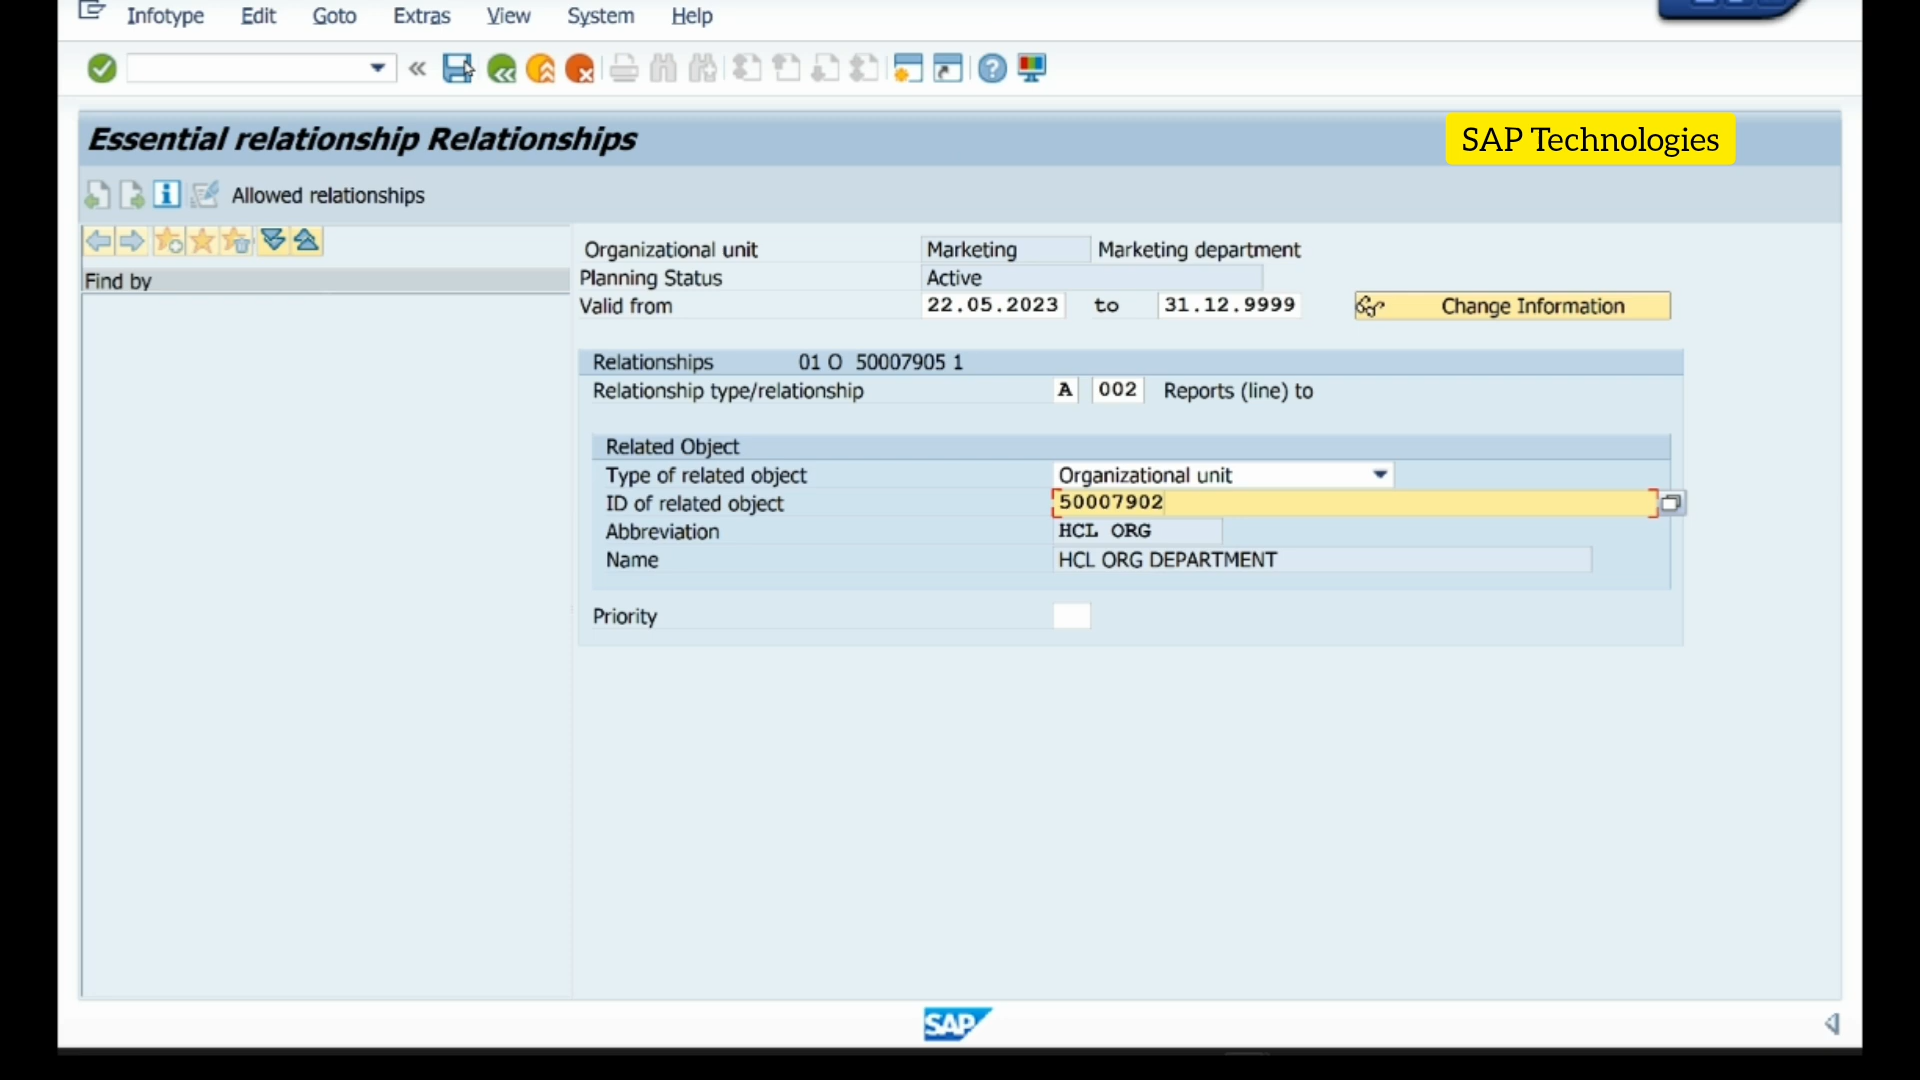 Infotype Edit Goto Extras View System Help
Essential relationship Relationships
SAP Technologies
Allowed relationships
Find by
Organizational unit Marketing Marketing department
Planning Status Active
Valid from 22.05.2023 to 31.12.9999 Change Information
Relationships 01 O 50007905 1
Relationship type/relationship A 002 Reports (line) to
Related Object
Type of related object Organizational unit
ID of related object 50007902
Abbreviation HCL ORG
Name HCL ORG DEPARTMENT
Priority
SAP